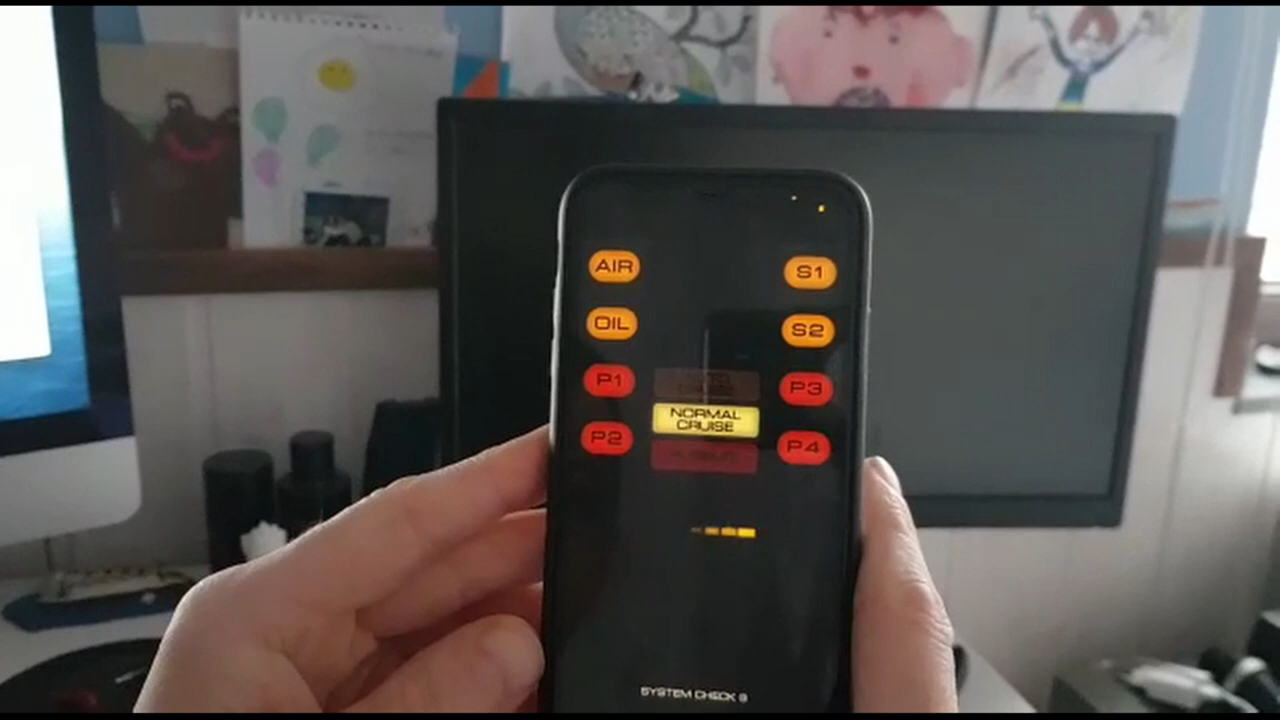 AIR
S1
OIL
S2
P1
P3
NORMAL
CRUISE
P2
P4
SYSTEM CHECK